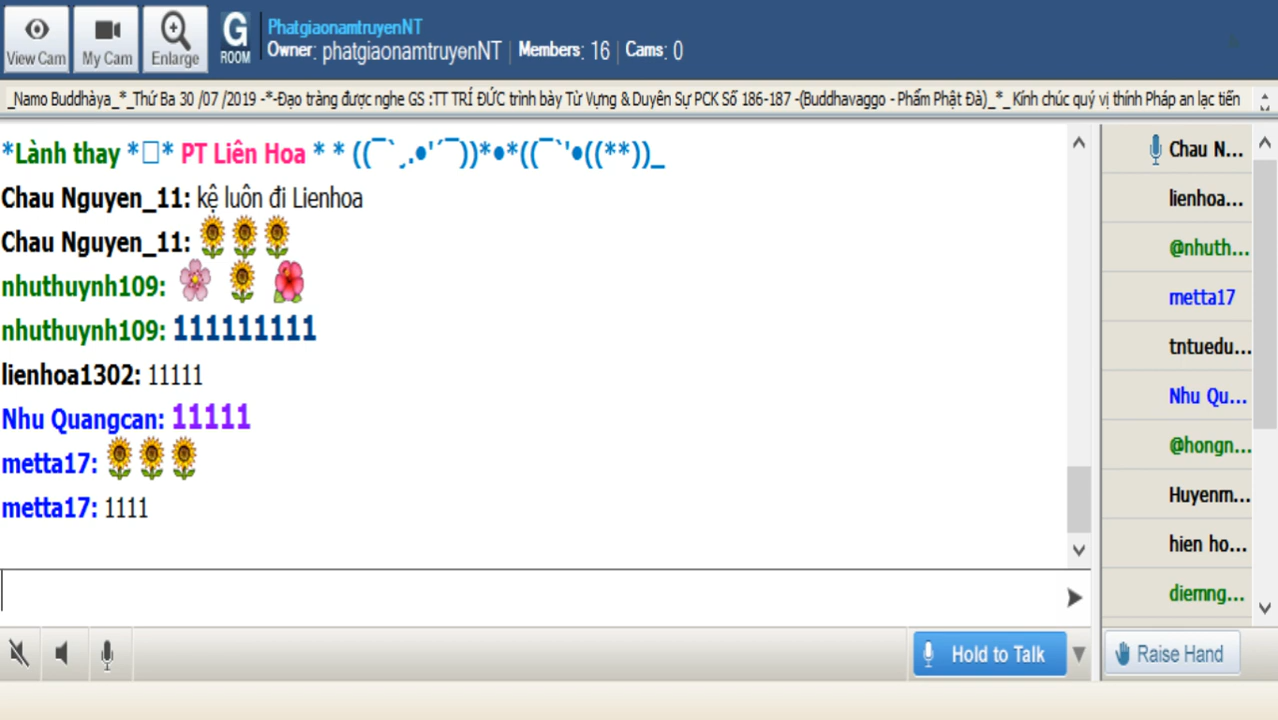 View Cam
My Cam
Enlarge
G ROOM
PhatgiaonamtruyenNT
Owner: phatgiaonamtruyenNT | Members: 16 | Cams: 0
_Namo Buddhàya_*_Thứ Ba 30 /07 /2019 -*-Đạo tràng được nghe GS :TT TRÍ ĐỨC trình bày Từ Vựng & Duyên Sự PCK Số 186-187 -(Buddhavaggo - Phẩm Phật Đà)_*_ Kính chúc quý vị thính Pháp an lạc tiến
*Lành thay *□* PT Liên Hoa * * ((¯`¸.•'´¯))*•*((¯`'•((**))_
Chau Nguyen_11: kệ luôn đi Lienhoa
Chau Nguyen_11: 🌻🌻🌻
nhuthuynh109: 🌸 🌻 🌺
nhuthuynh109: 111111111
lienhoa1302: 11111
Nhu Quangcan: 11111
metta17: 🌻🌻🌻
metta17: 1111
Chau N...
lienhoa...
@nhuth...
metta17
tntuedu...
Nhu Qu...
@hongn...
Huyenm...
hien ho...
diemng...
Hold to Talk
Raise Hand